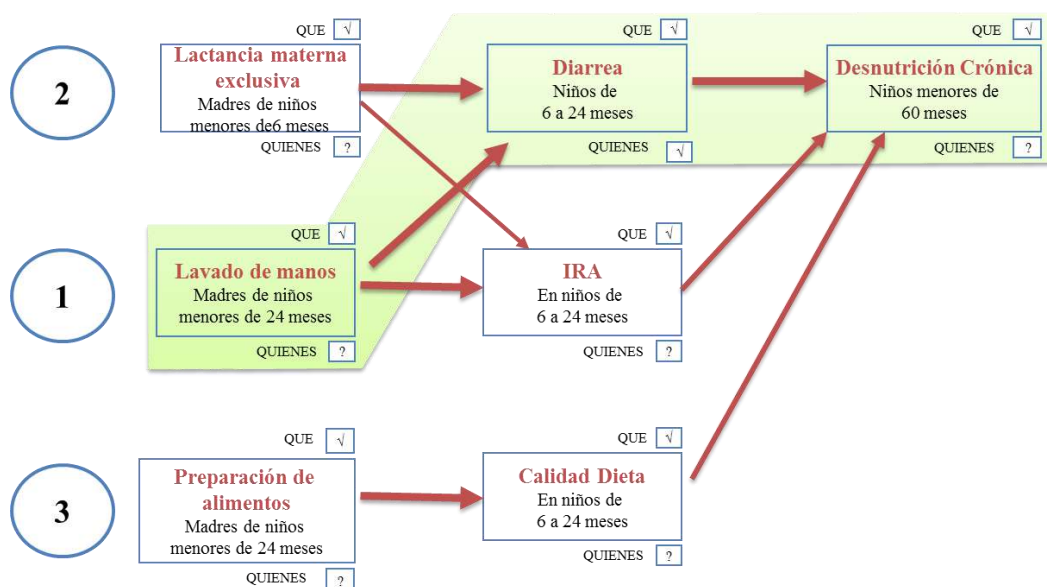 QUE √
Lactancia materna
exclusiva
Madres de niños
menores de6 meses
QUIENES ?
2
QUE √
Diarrea
Niños de
6 a 24 meses
QUIENES √
QUE √
Desnutrición Crónica
Niños menores de
60 meses
QUIENES ?
1
QUE √
Lavado de manos
Madres de niños
menores de 24 meses
QUIENES ?
QUE √
IRA
En niños de
6 a 24 meses
QUIENES ?
3
QUE √
Preparación de
alimentos
Madres de niños
menores de 24 meses
QUIENES ?
QUE √
Calidad Dieta
En niños de
6 a 24 meses
QUIENES ?